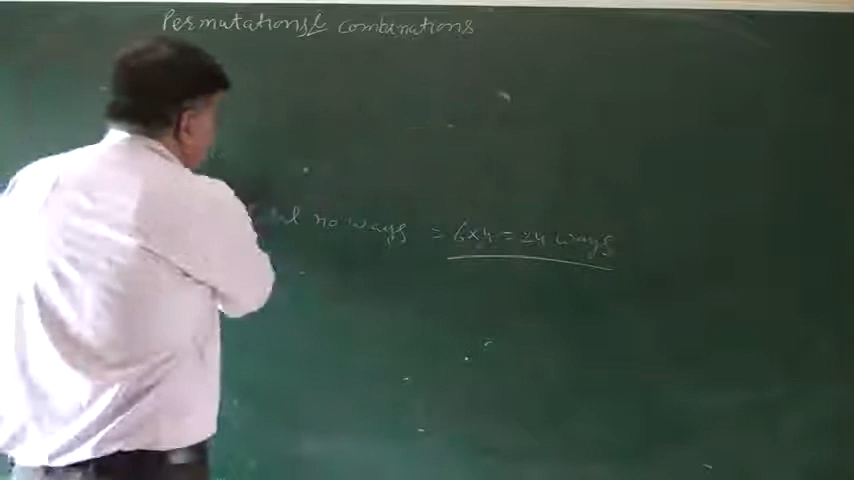 Permutations & combinations
no ways = 6x4 = 24 ways